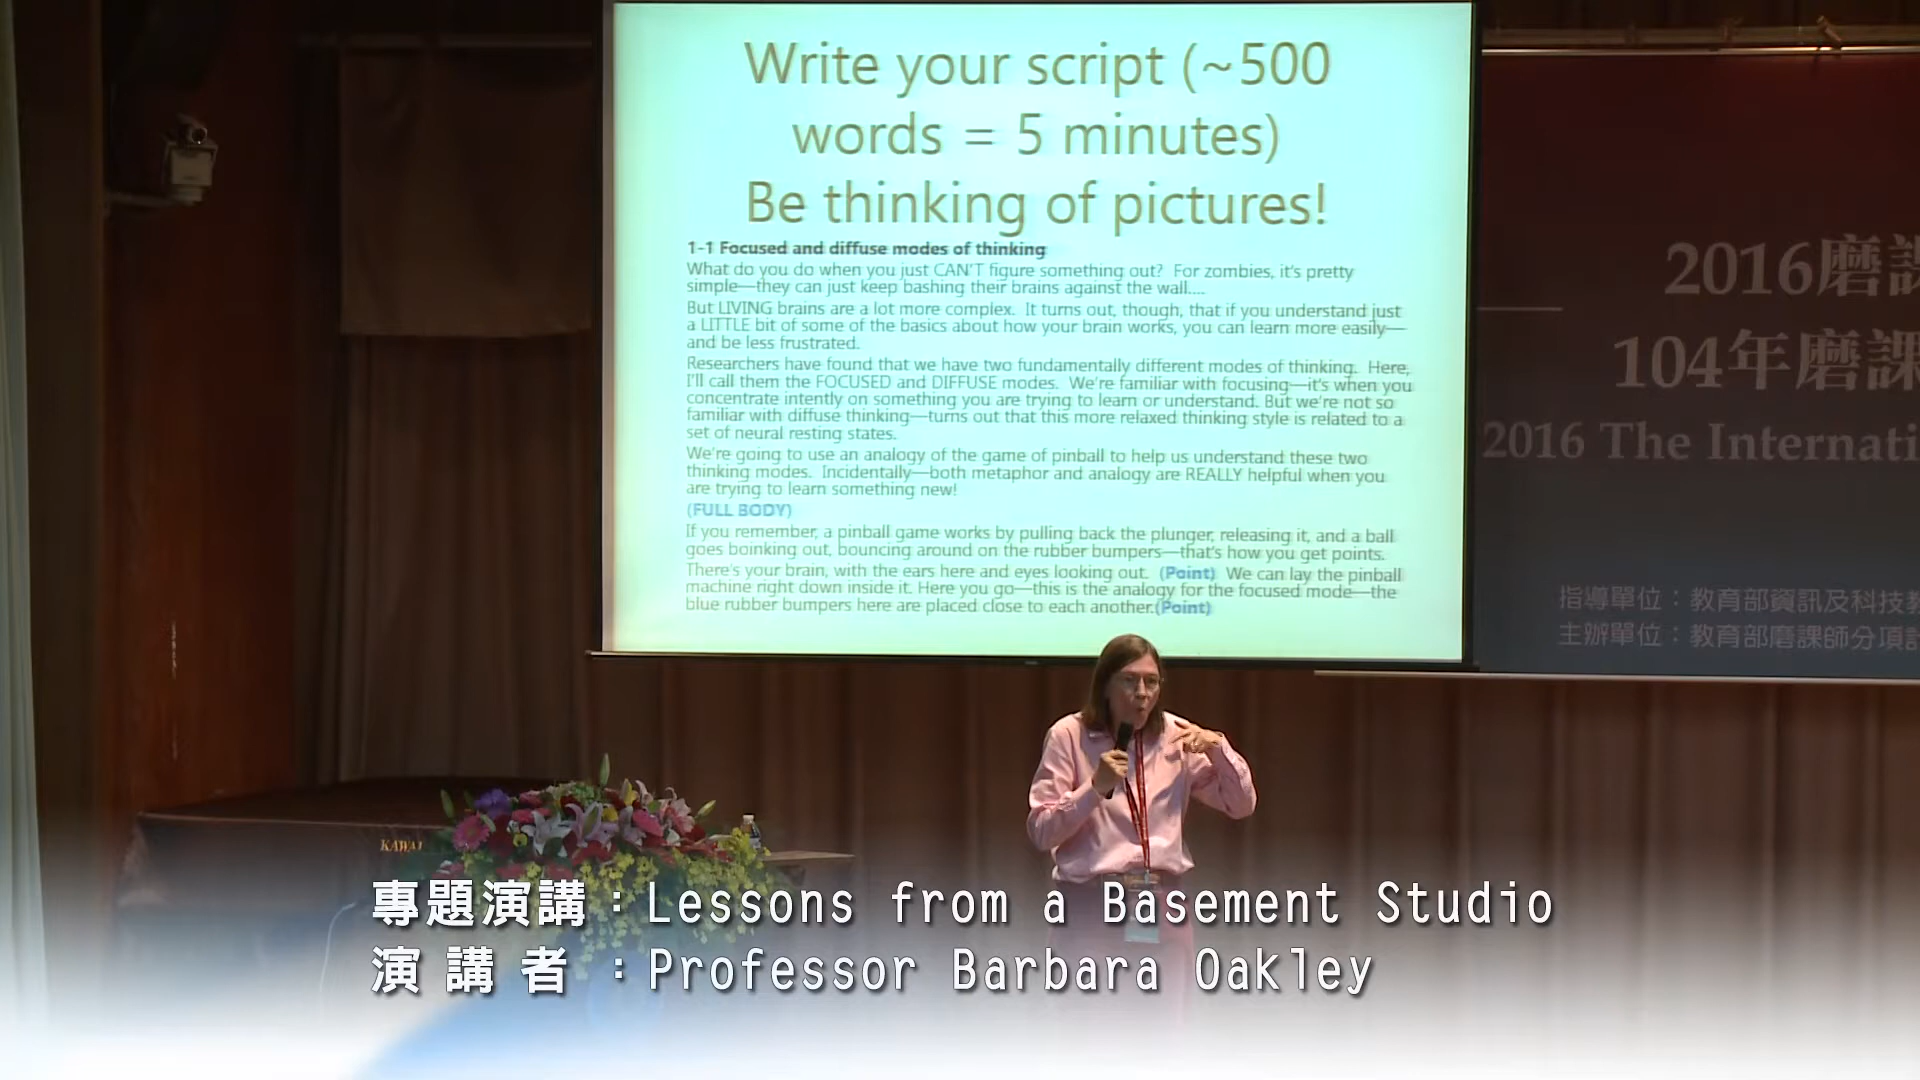 Write your script (~500
words = 5 minutes)
Be thinking of pictures!
1-1 Focused and diffuse modes of thinking
What do you do when you just CAN'T figure something out? For zombies, it's pretty
simple—they can just keep bashing their brains against the wall....
But LIVING brains are a lot more complex. It turns out, though, that if you understand just
a LITTLE bit of some of the basics about how your brain works, you can learn more easily—
and be less frustrated.
Researchers have found that we have two fundamentally different modes of thinking. Here,
I'll call them the FOCUSED and DIFFUSE modes. We're familiar with focusing—it's when you
concentrate intently on something you are trying to learn or understand. But we're not so
familiar with diffuse thinking—turns out that this more relaxed thinking style is related to a
set of neural resting states.
We're going to use an analogy of the game of pinball to help us understand these two
thinking modes. Incidentally—both metaphor and analogy are REALLY helpful when you
are trying to learn something new!
(FULL BODY)
If you remember, a pinball game works by pulling back the plunger, releasing it, and a ball
goes boinking out, bouncing around on the rubber bumpers—that's how you get points.
There's your brain, with the ears here and eyes looking out. (Point) We can lay the pinball
machine right down inside it. Here you go—this is the analogy for the focused mode—the
blue rubber bumpers here are placed close to each another.(Point)
2016磨課
104年磨課
2016 The Internati
指導單位：教育部資訊及科技教
主辦單位：教育部磨課師分項計
KAWAI
專題演講：Lessons from a Basement Studio
演講者：Professor Barbara Oakley